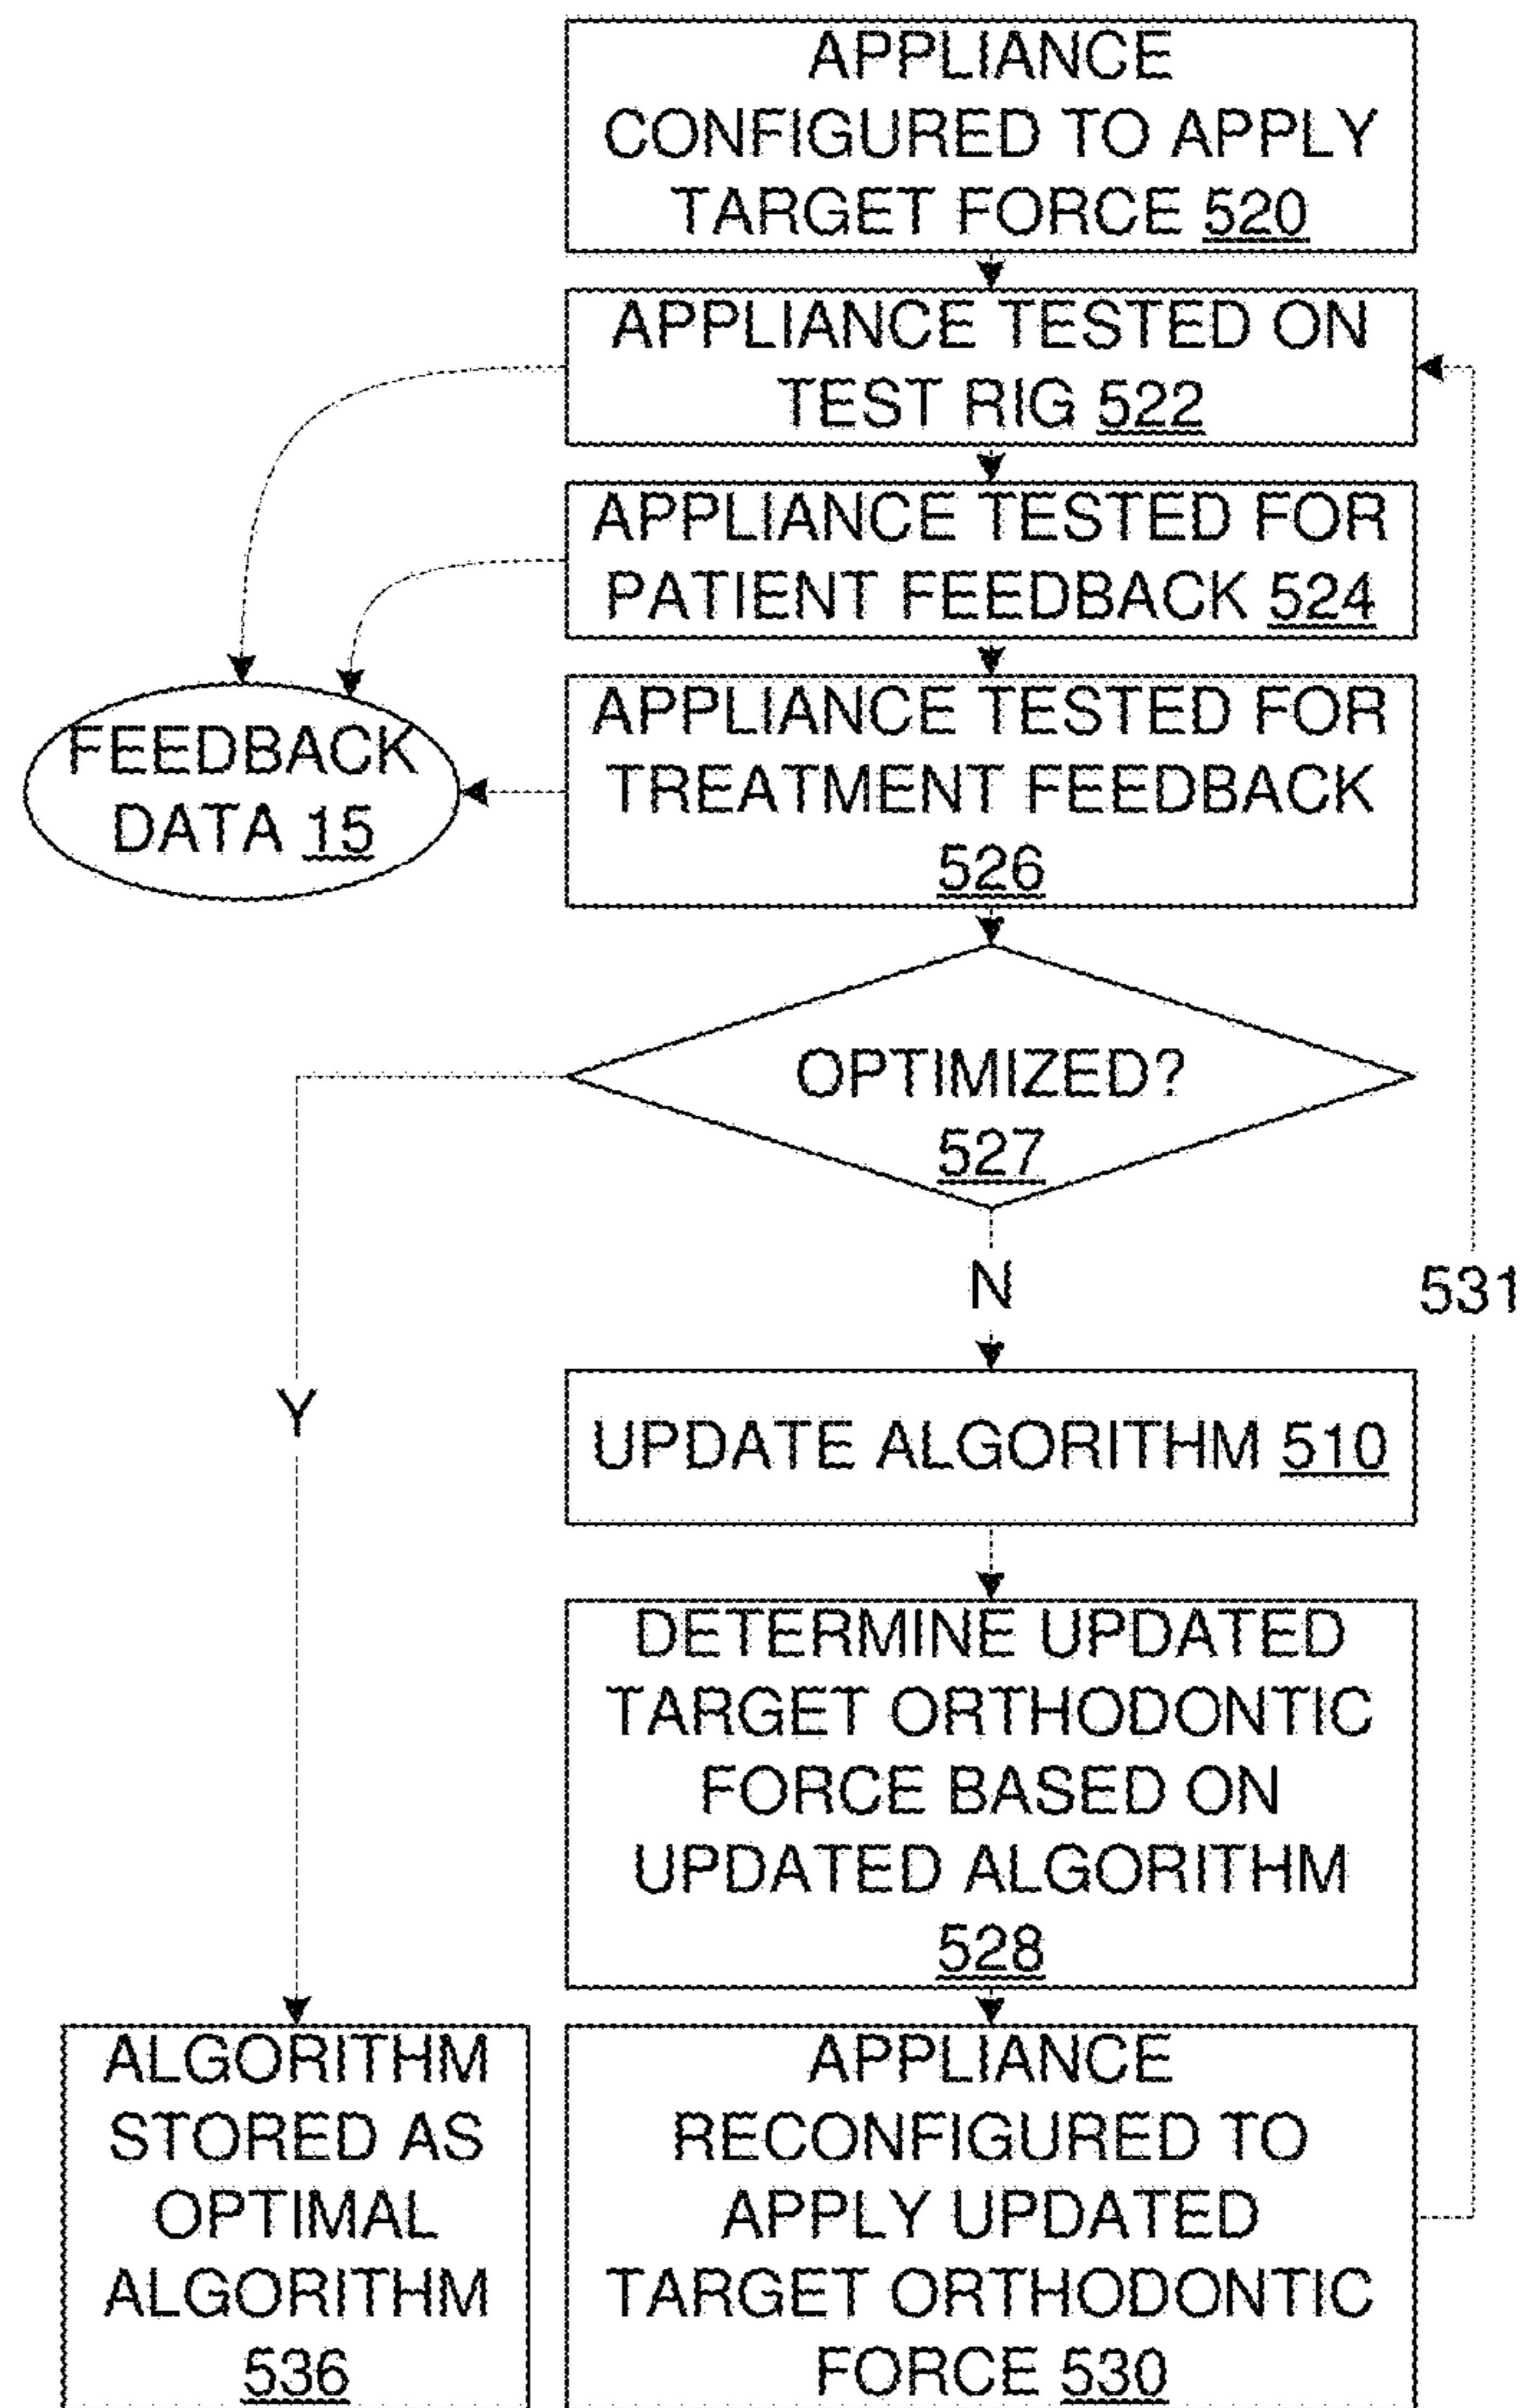 APPLIANCE
CONFIGURED TO APPLY
TARGET FORCE 520
APPLIANCE TESTED ON
TEST RIG 522
APPLIANCE TESTED FOR
PATIENT FEEDBACK 524
FEEDBACK
DATA 15
APPLIANCE TESTED FOR
TREATMENT FEEDBACK
526
OPTIMIZED?
527
N
531
Y
UPDATE ALGORITHM 510
DETERMINE UPDATED
TARGET ORTHODONTIC
FORCE BASED ON
UPDATED ALGORITHM
528
ALGORITHM
STORED AS
OPTIMAL
ALGORITHM
536
APPLIANCE
RECONFIGURED TO
APPLY UPDATED
TARGET ORTHODONTIC
FORCE 530